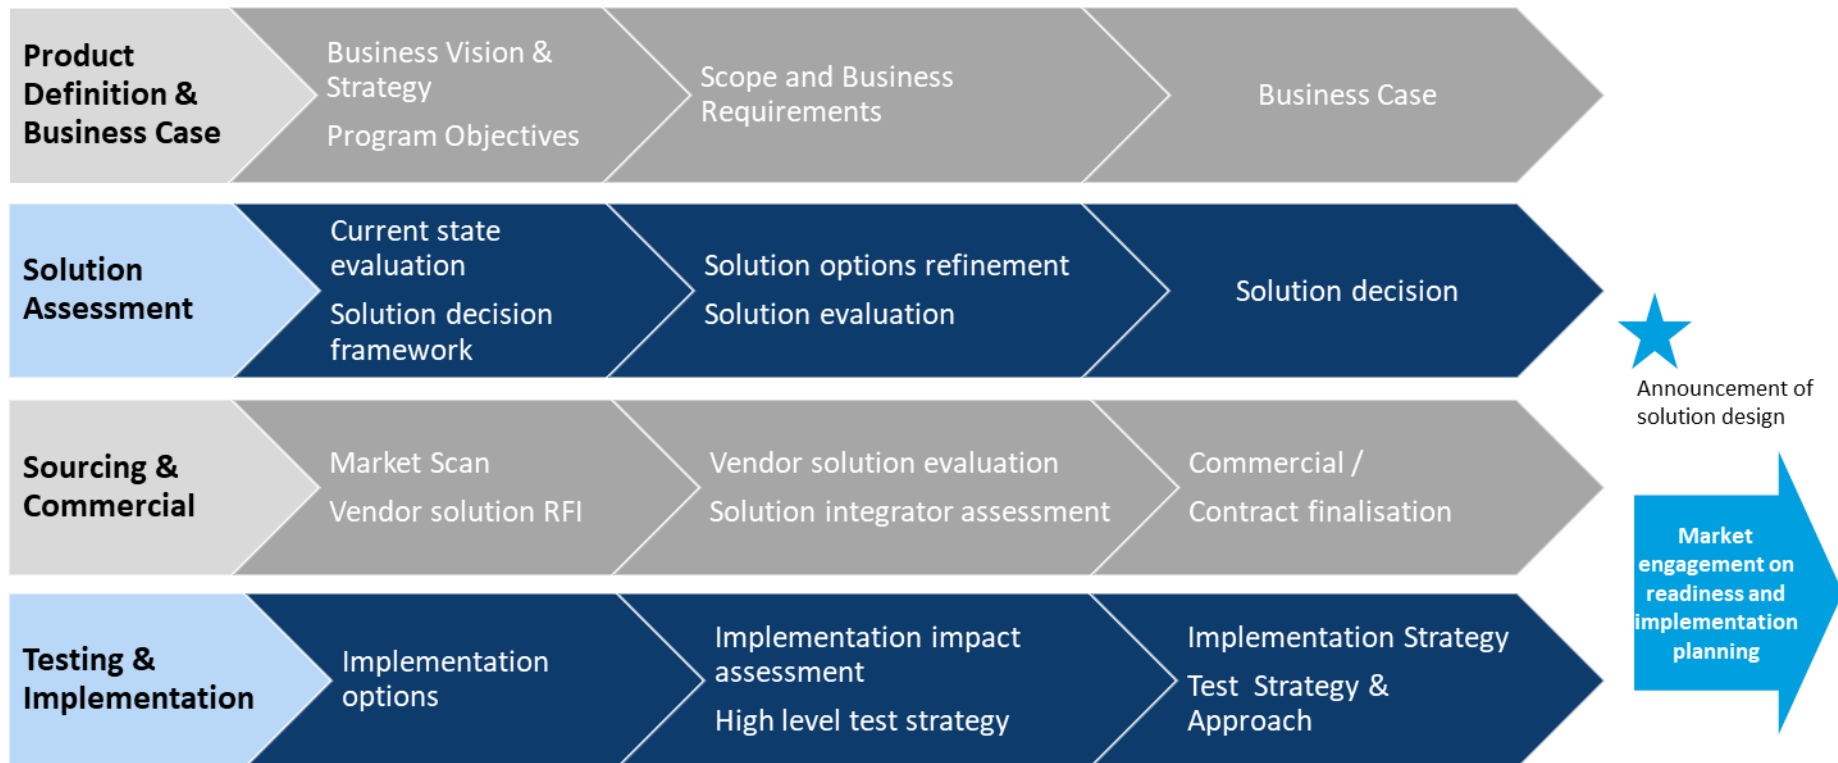 Product
Definition &
Business Case
Business Vision &
Strategy
Program Objectives
Scope and Business
Requirements
Business Case
Solution
Assessment
Current state
evaluation
Solution decision
framework
Solution options refinement
Solution evaluation
Solution decision
Sourcing &
Commercial
Market Scan
Vendor solution RFI
Vendor solution evaluation
Solution integrator assessment
Commercial /
Contract finalisation
Testing &
Implementation
Implementation
options
Implementation impact
assessment
High level test strategy
Implementation Strategy
Test Strategy &
Approach
Announcement of
solution design
Market
engagement on
readiness and
implementation
planning